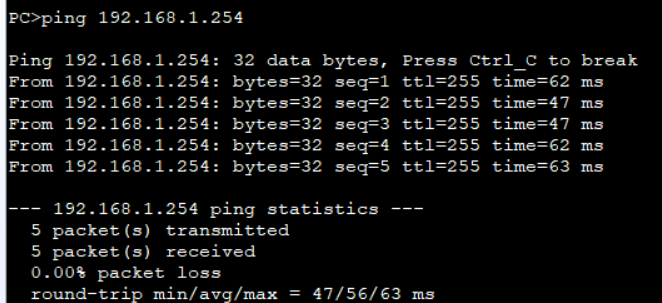 PC>ping 192.168.1.254
Ping 192.168.1.254: 32 data bytes, Press Ctrl_C to break
From 192.168.1.254: bytes=32 seq=1 ttl=255 time=62 ms
From 192.168.1.254: bytes=32 seq=2 ttl=255 time=47 ms
From 192.168.1.254: bytes=32 seq=3 ttl=255 time=47 ms
From 192.168.1.254: bytes=32 seq=4 ttl=255 time=62 ms
From 192.168.1.254: bytes=32 seq=5 ttl=255 time=63 ms
--- 192.168.1.254 ping statistics ---
5 packet(s) transmitted
5 packet(s) received
0.00% packet loss
round-trip min/avg/max = 47/56/63 ms